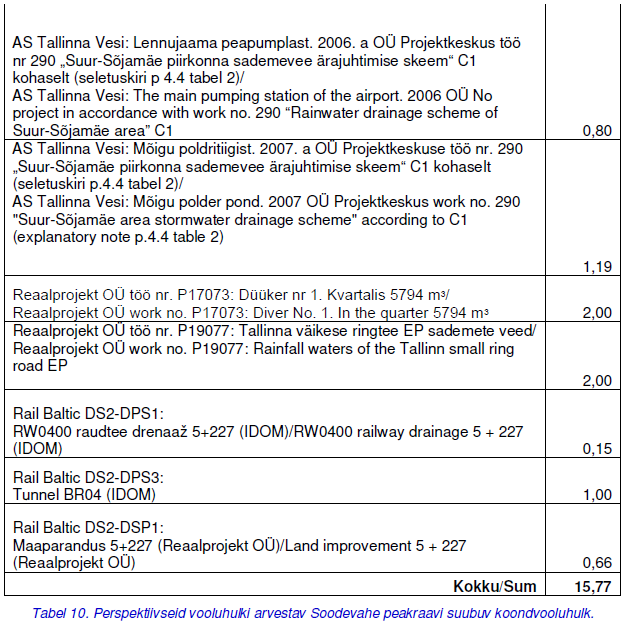 AS Tallinna Vesi: Lennujaama peapumplast. 2006. a OÜ Projektkeskus töö
nr 290 „Suur-Sõjamäe piirkonna sademevee ärajuhtimise skeem“ C1
kohaselt (seletuskiri p 4.4 tabel 2)/
AS Tallinna Vesi: The main pumping station of the airport. 2006 OÜ No
project in accordance with work no. 290 “Rainwater drainage scheme of
Suur-Sõjamäe area” C1 0,80
AS Tallinna Vesi: Mõigu poldritiigist. 2007. a OÜ Projektkeskuse töö nr. 290
„Suur-Sõjamäe piirkonna sademevee ärajuhtimise skeem“ C1 kohaselt
(seletuskiri p.4.4 tabel 2)/
AS Tallinna Vesi: Mõigu polder pond. 2007 OÜ Projektkeskus work no. 290
"Suur-Sõjamäe area stormwater drainage scheme" according to C1
(explanatory note p.4.4 table 2)
1,19
Reaalprojekt OÜ töö nr. P17073: Düüker nr 1. Kvartalis 5794 m³/
Reaalprojekt OÜ work no. P17073: Diver No. 1. In the quarter 5794 m³ 2,00
Reaalprojekt OÜ töö nr. P19077: Tallinna väikese ringtee EP sademete veed/
Reaalprojekt OÜ work no. P19077: Rainfall waters of the Tallinn small ring
road EP
2,00
Rail Baltic DS2-DPS1:
RW0400 raudtee drenaaž 5+227 (IDOM)/RW0400 railway drainage 5 + 227
(IDOM) 0,15
Rail Baltic DS2-DPS3:
Tunnel BR04 (IDOM) 1,00
Rail Baltic DS2-DSP1:
Maaparandus 5+227 (Reaalprojekt OÜ)/Land improvement 5 + 227
(Reaalprojekt OÜ) 0,66
Kokku/Sum 15,77
Tabel 10. Perspektiivseid vooluhulki arvestav Soodevahe peakraavi suubuv koondvooluhulk.